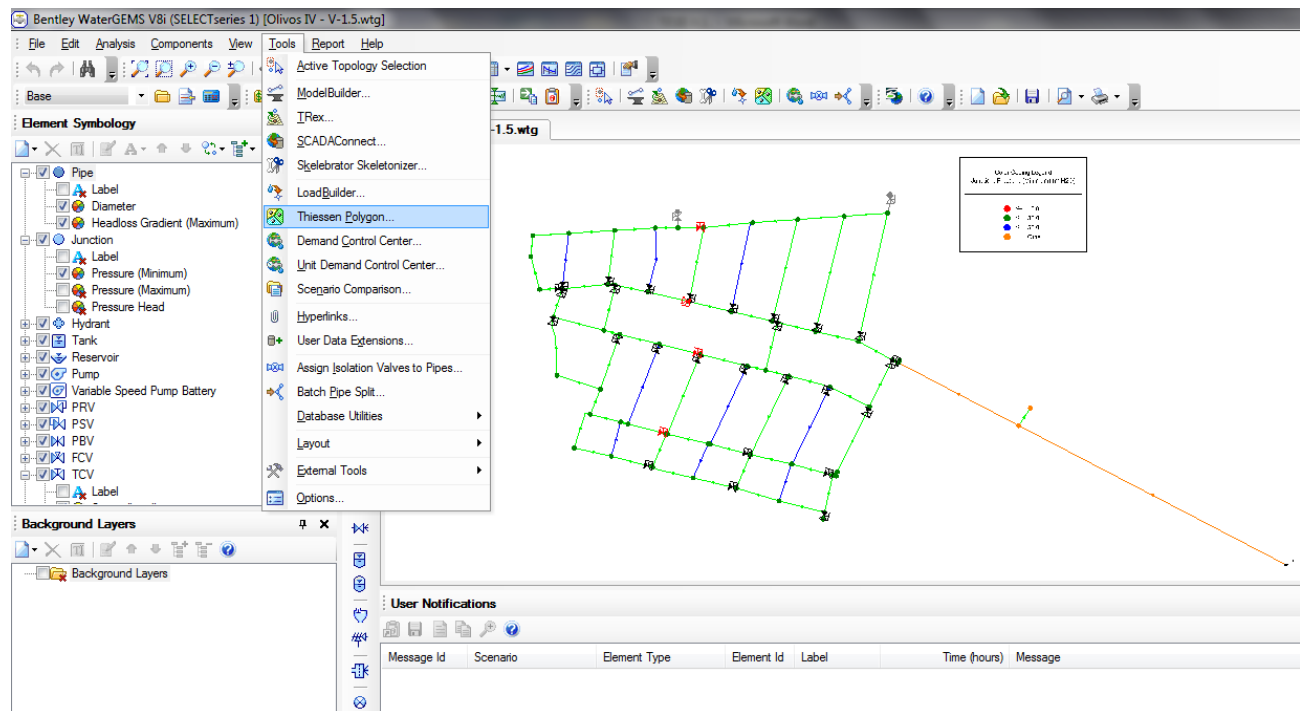 Bentley WaterGEMS V8i (SELECTseries 1) [Olivos IV - V-1.5.wtg]
File Edit Analysis Components View Tools Report Help
Base
Element Symbology
Pipe
Label
Diameter
Headloss Gradient (Maximum)
Junction
Label
Pressure (Minimum)
Pressure (Maximum)
Pressure Head
Hydrant
Tank
Reservoir
Pump
Variable Speed Pump Battery
PRV
PSV
PBV
FCV
TCV
Label
Background Layers
Background Layers
Active Topology Selection
ModelBuilder...
TRex...
SCADAConnect...
Skelebrator Skeletonizer...
LoadBuilder...
Thiessen Polygon...
Demand Control Center...
Unit Demand Control Center...
Scenario Comparison...
Hyperlinks...
User Data Extensions...
Assign Isolation Valves to Pipes...
Batch Pipe Split...
Database Utilities
Layout
External Tools
Options...
-1.5.wtg
User Notifications
Message Id Scenario Element Type Element Id Label Time (hours) Message